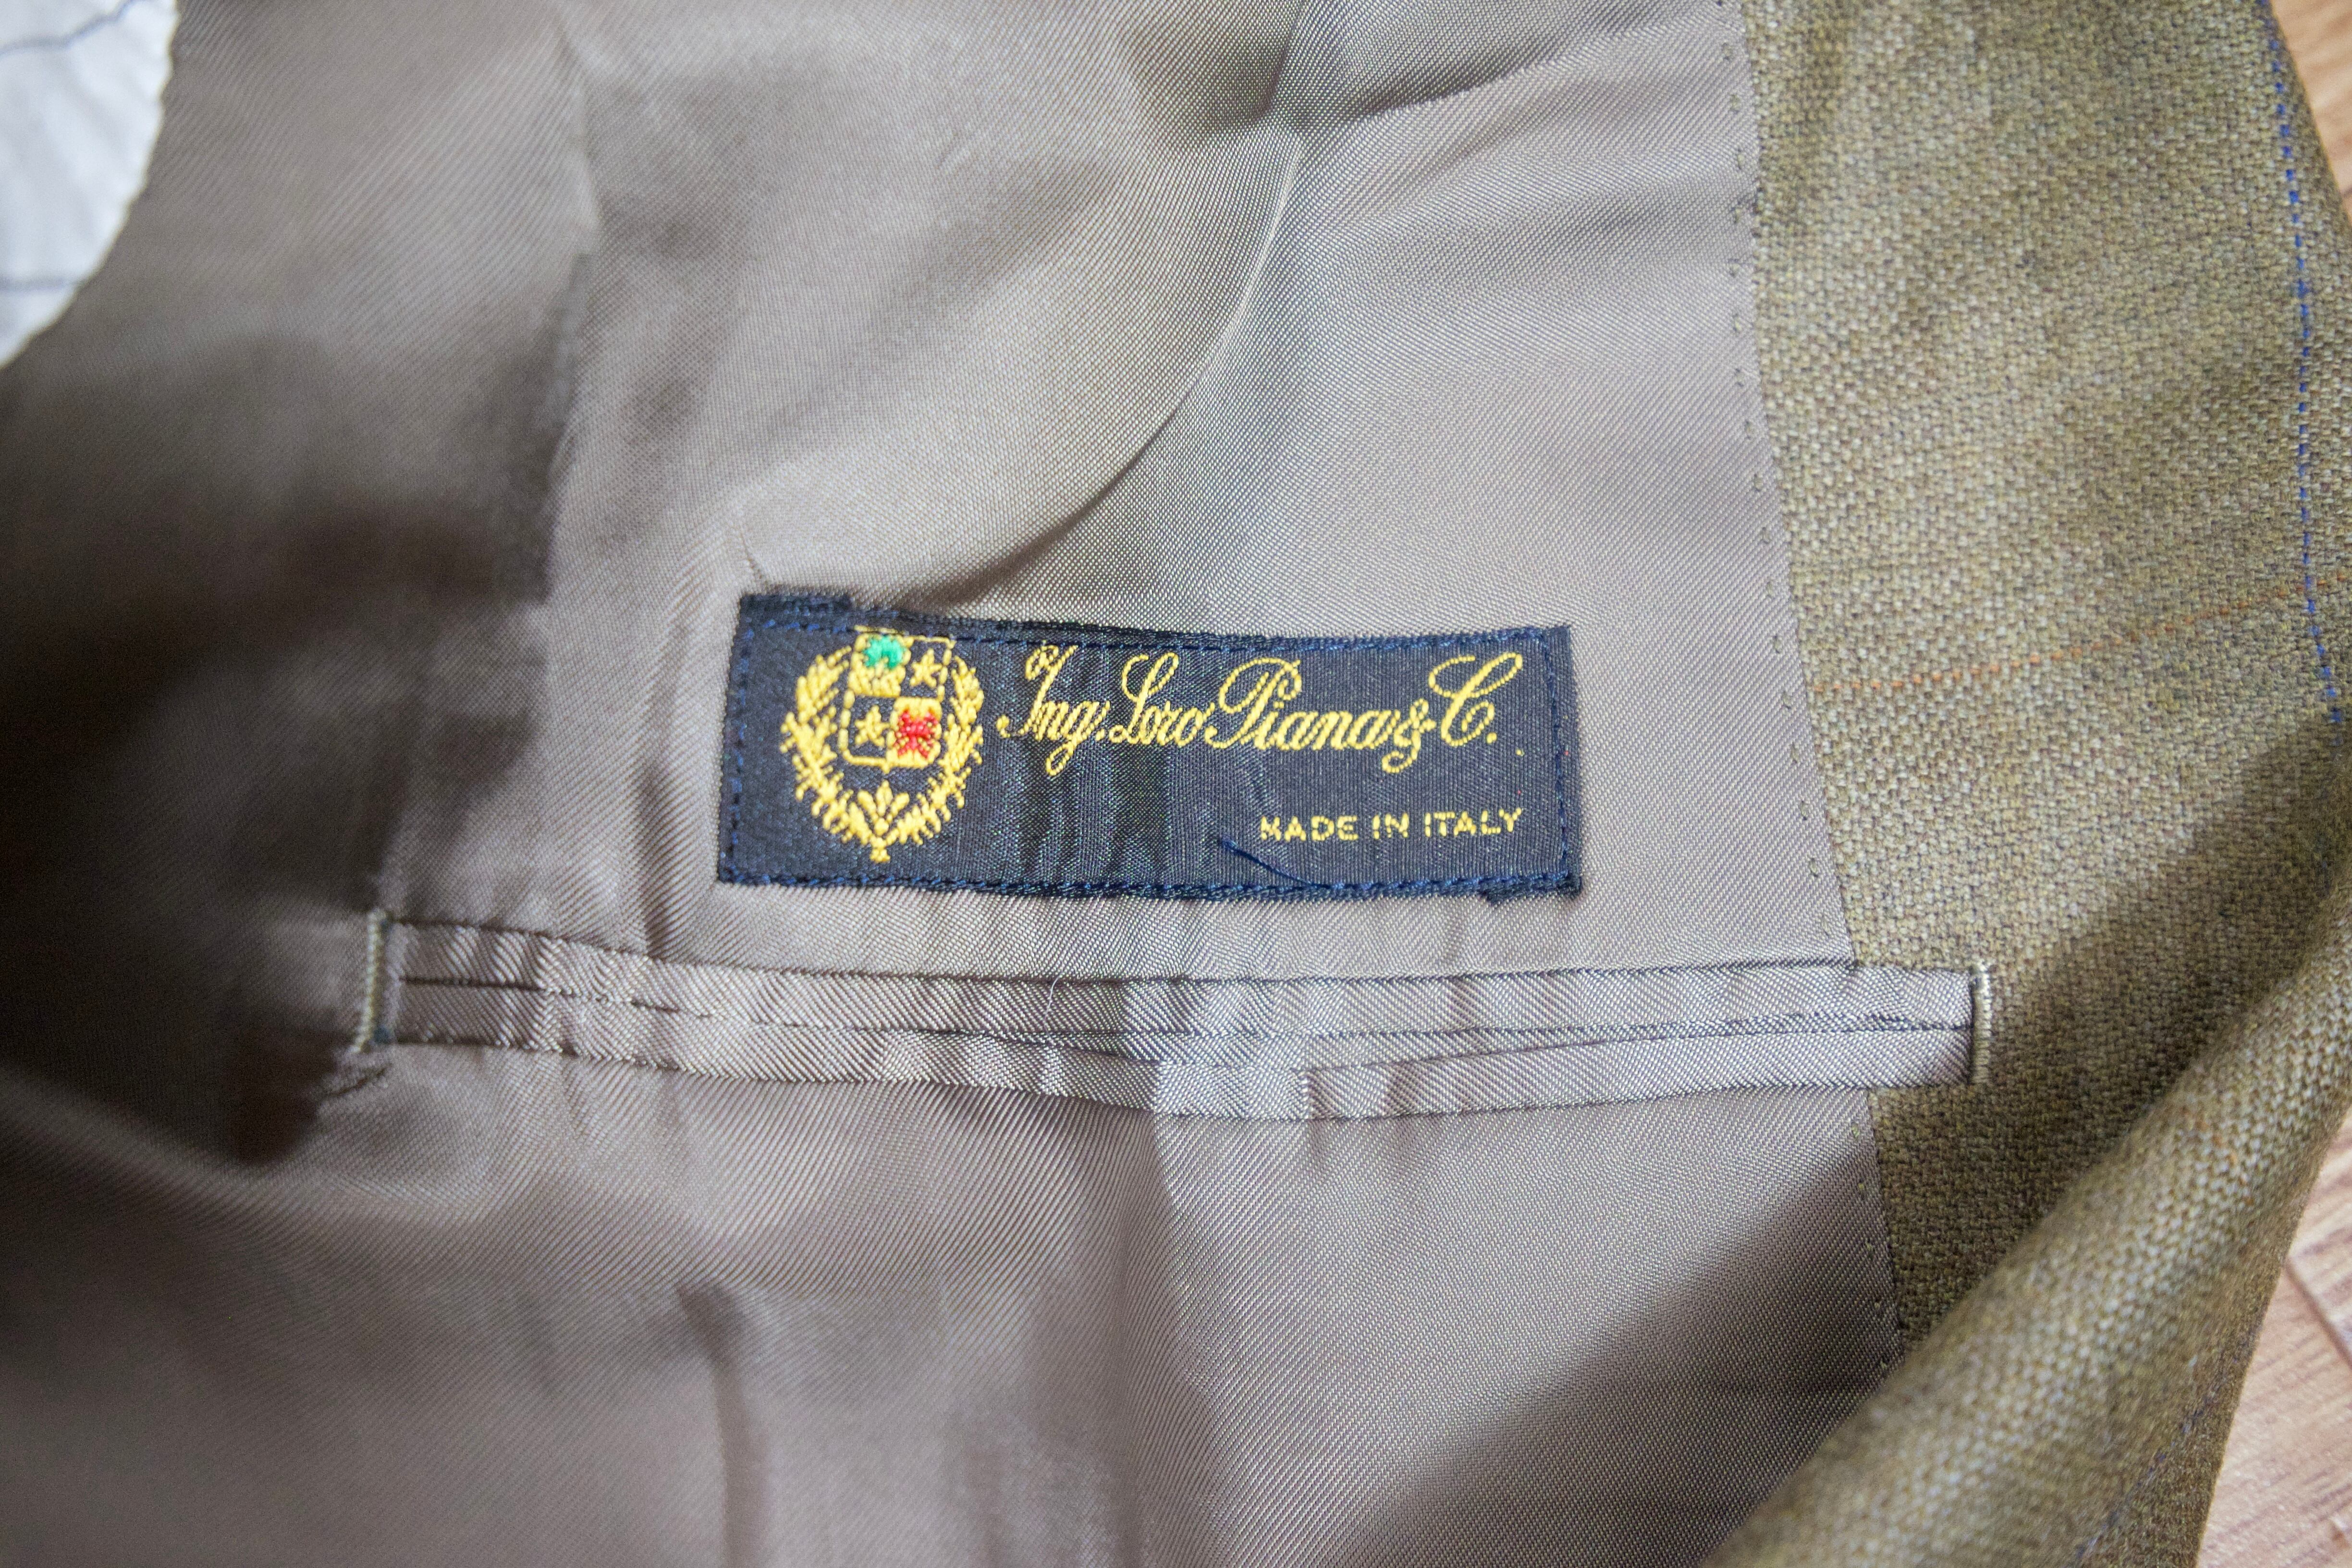 Ing. Loro Piana & C.
MADE IN ITALY